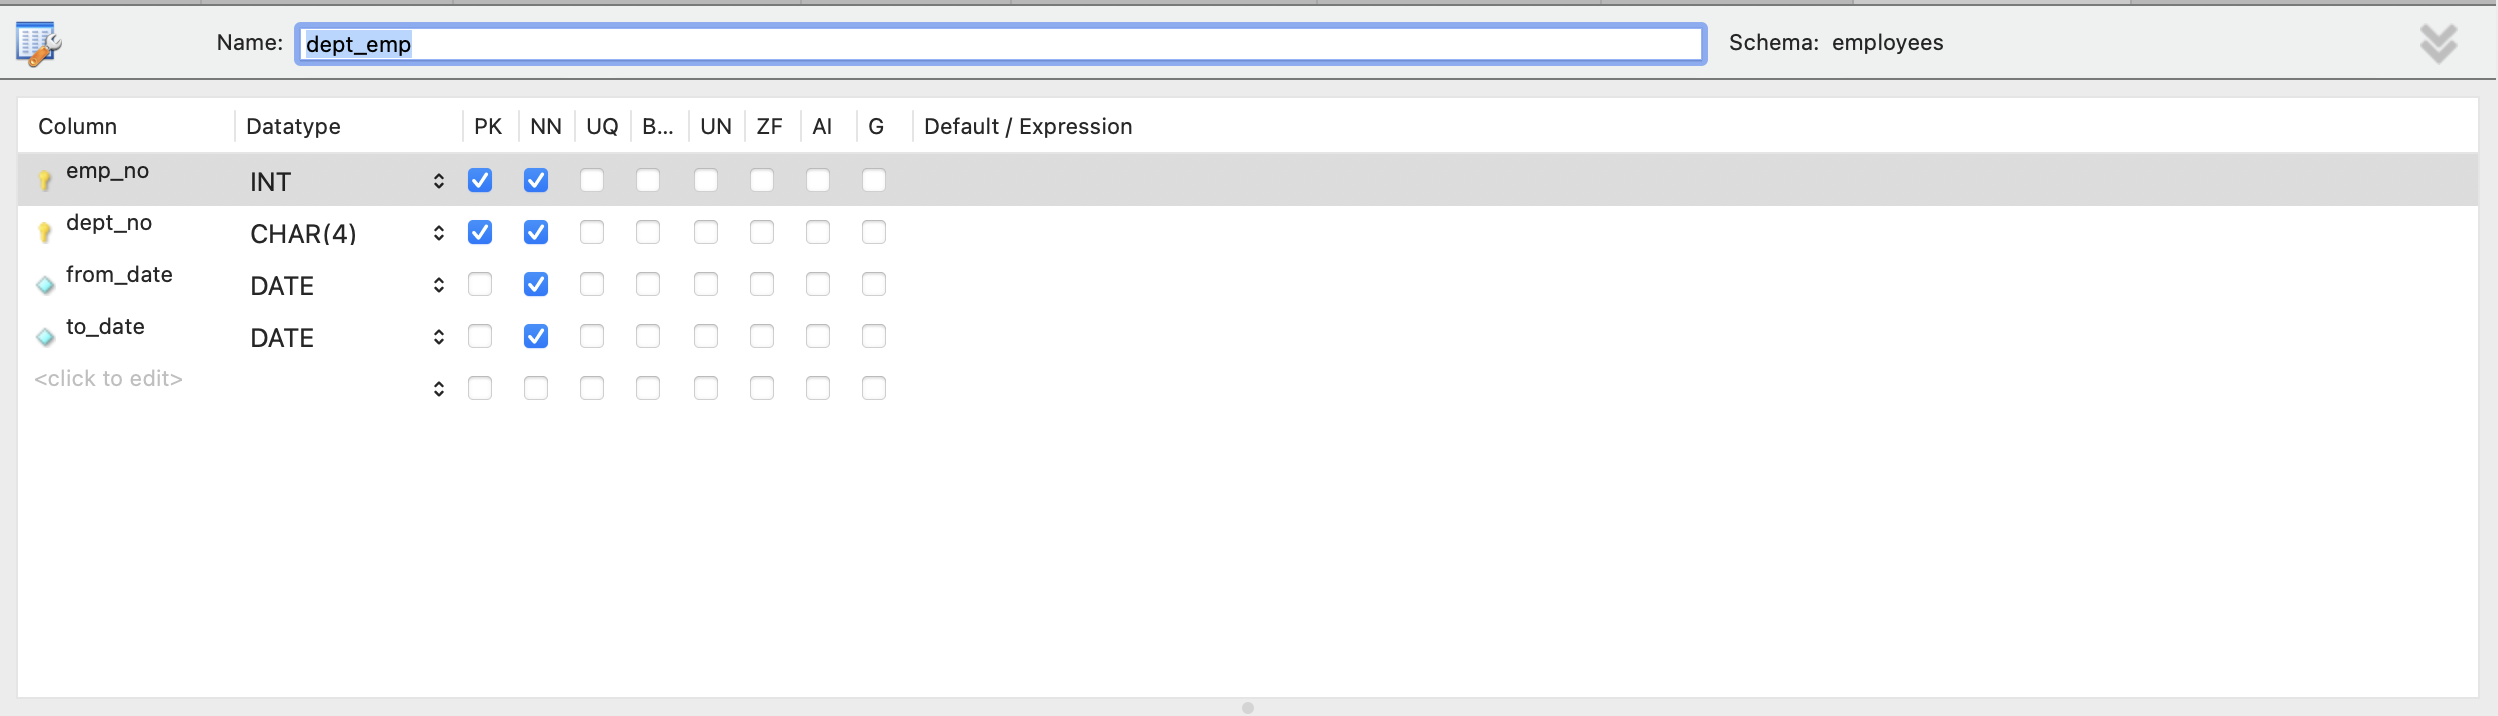 Name: dept_emp Schema: employees
Column Datatype PK NN UQ B... UN ZF AI G Default / Expression
emp_no INT
dept_no CHAR(4)
from_date DATE
to_date DATE
<click to edit>